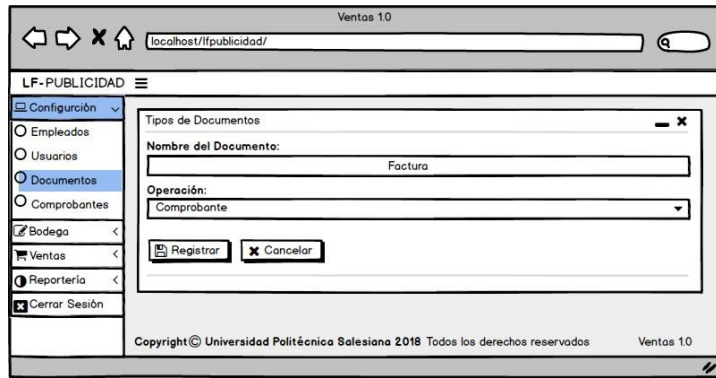 Ventas 1.0
localhost/lfpublicidad/
LF-PUBLICIDAD
Configurción
Empleados
Usuarios
Documentos
Comprobantes
Bodega
Ventas
Reportería
Cerrar Sesión
Tipos de Documentos
Nombre del Documento:
Factura
Operación:
Comprobante
Registrar Cancelar
Copyright © Universidad Politécnica Salesiana 2018 Todos los derechos reservados Ventas 1.0